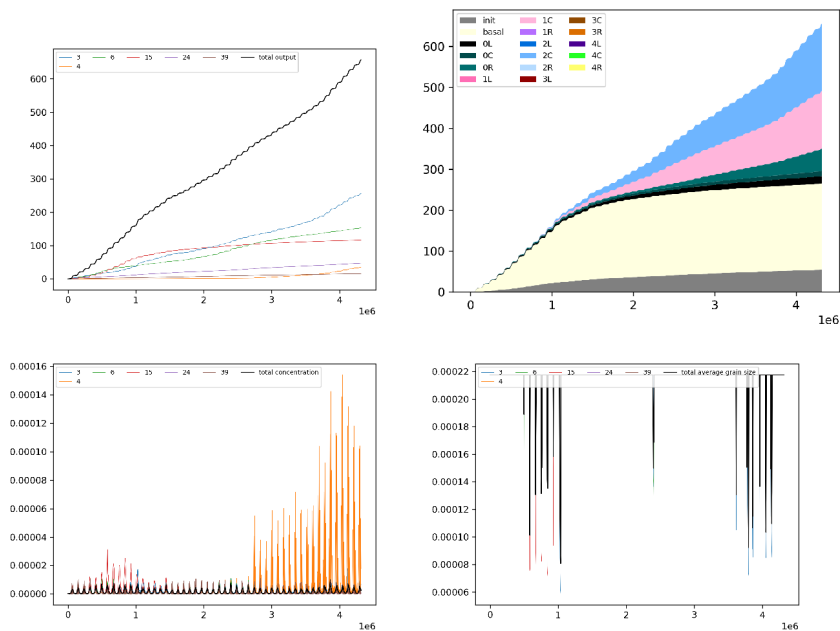 3 6 15 24 39 total output
4
600
500
400
300
200
100
0
0 1 2 3 4
1e6
init 1C 3C
basal 1R 3R
0L 2L 4L
0C 2C 4C
0R 2R 4R
1L 3L
600
500
400
300
200
100
0
0 1 2 3 4
1e6
3 6 15 24 39 total concentration
4
0.00016
0.00014
0.00012
0.00010
0.00008
0.00006
0.00004
0.00002
0.00000
0 1 2 3 4
1e6
3 6 15 24 39 total average grain size
4
0.00022
0.00020
0.00018
0.00016
0.00014
0.00012
0.00010
0.00008
0.00006
0 1 2 3 4
1e6